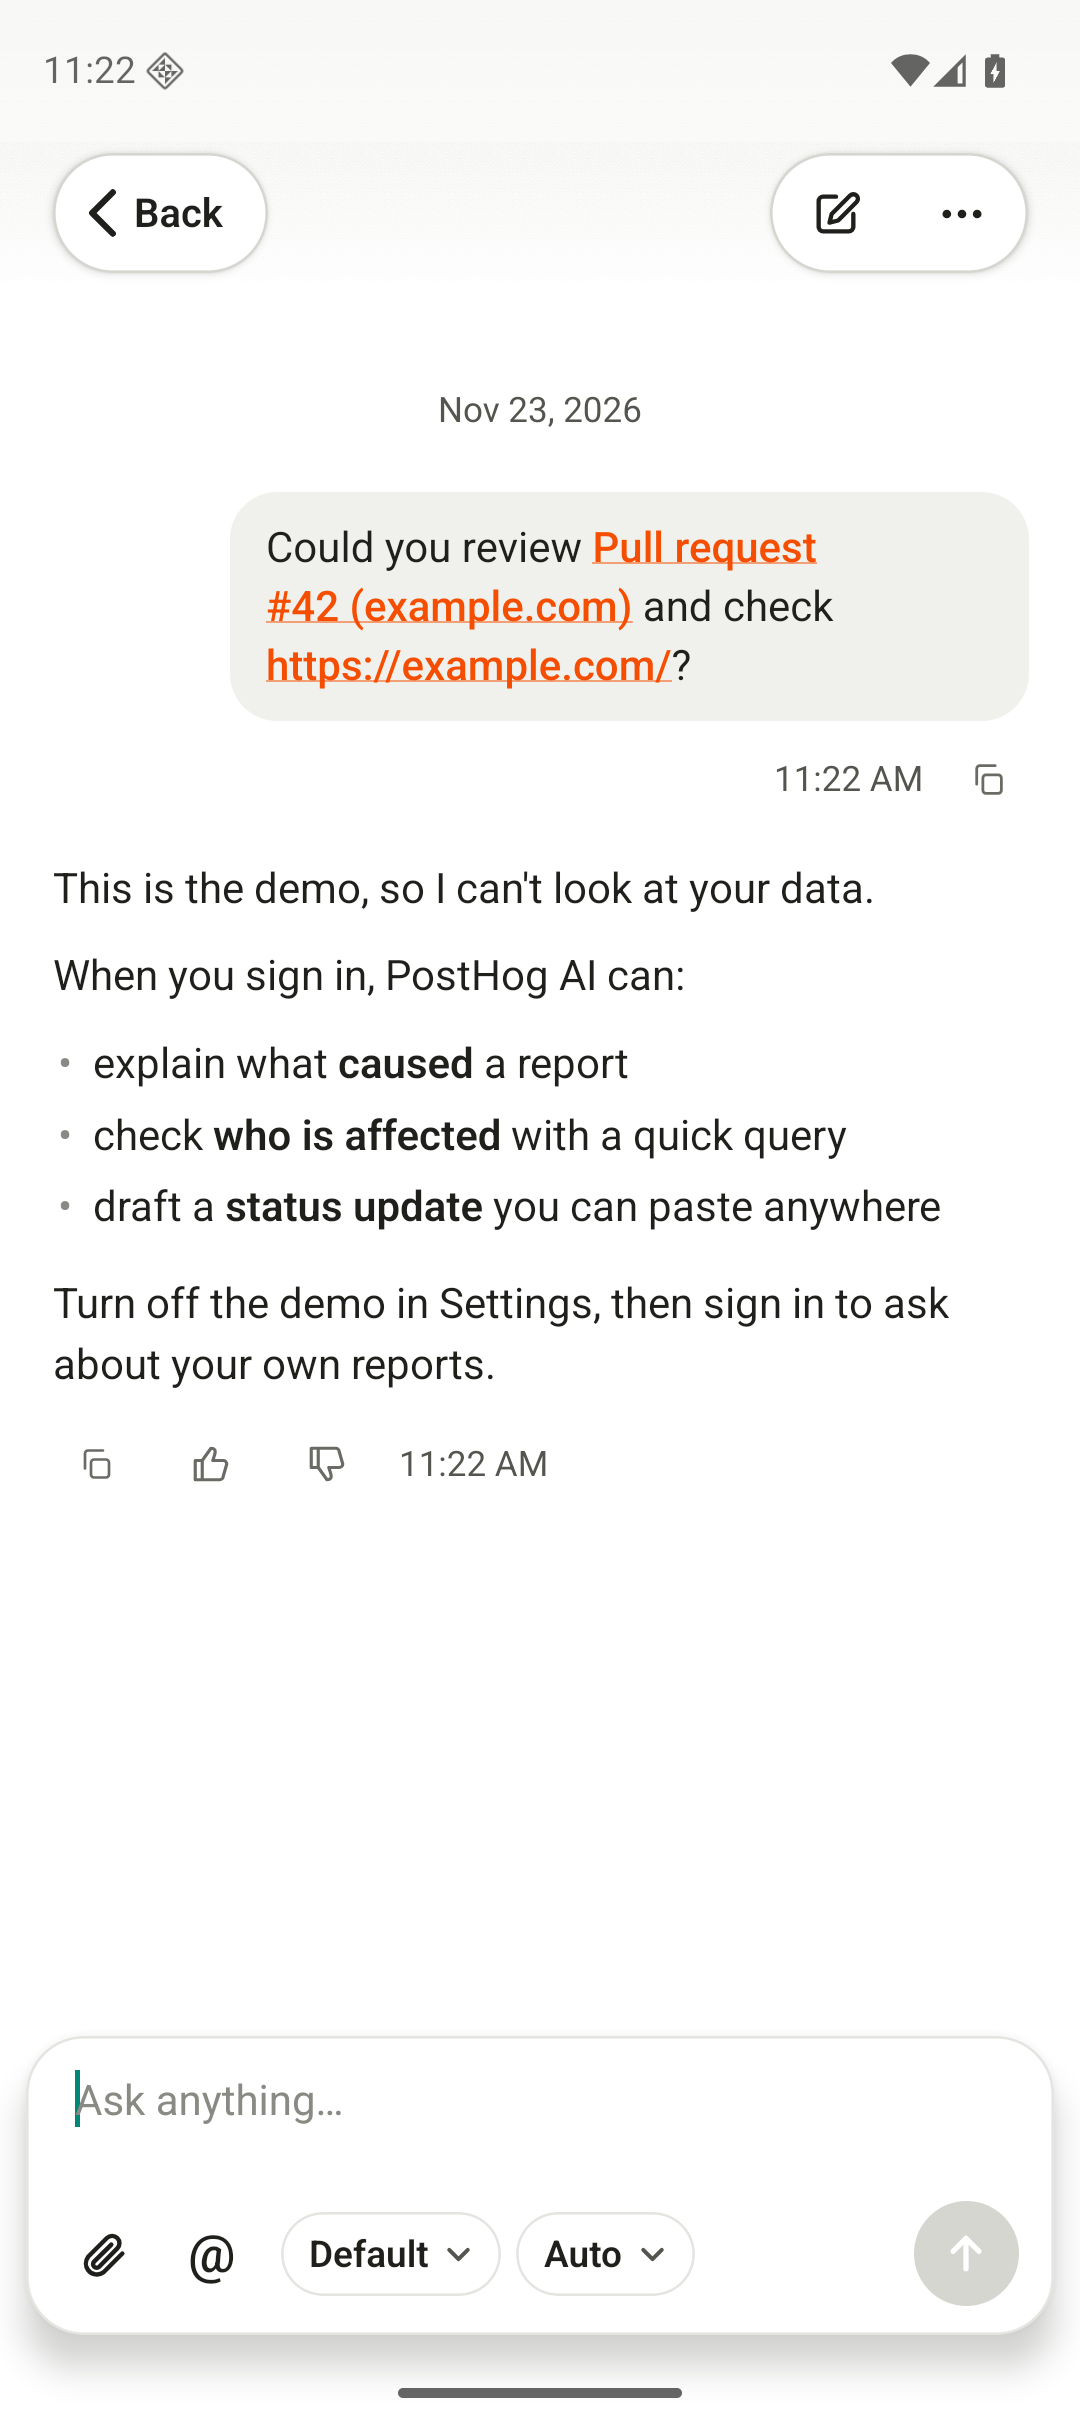 11:22
Back
Nov 23, 2026
Could you review Pull request
#42 (example.com) and check
https://example.com/?
11:22 AM
This is the demo, so I can't look at your data.
When you sign in, PostHog AI can:
• explain what caused a report
• check who is affected with a quick query
• draft a status update you can paste anywhere
Turn off the demo in Settings, then sign in to ask
about your own reports.
11:22 AM
Ask anything…
@ Default Auto